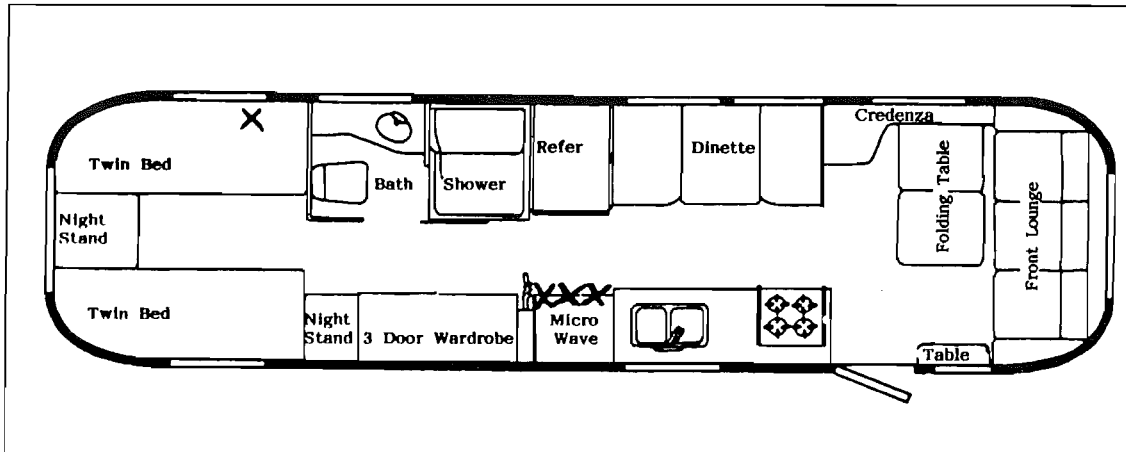 Credenza
Twin Bed
Bath
Shower
Refer
Dinette
Folding Table
Front Lounge
Night
Stand
Twin Bed
Night
Stand
3 Door Wardrobe
Micro
Wave
Table